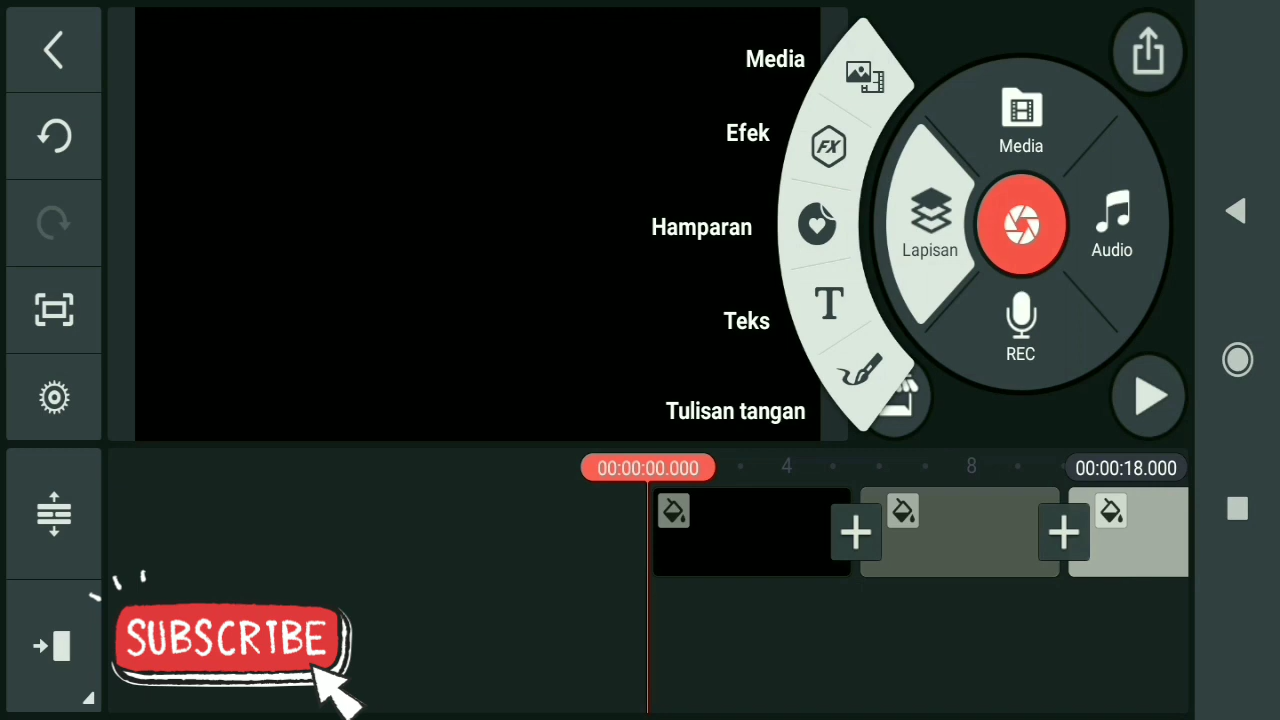 Media
Efek
FX
Hamparan
T
Teks
Tulisan tangan
Media
Lapisan
Audio
REC
00:00:00.000
4
8
00:00:18.000
SUBSCRIBE